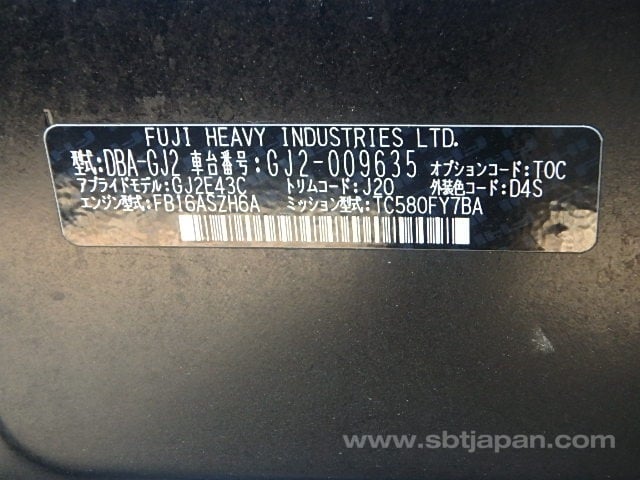 FUJI HEAVY INDUSTRIES LTD.
型式:DBA-GJ2 車台番号:GJ2-009635 オプションコード:TOC
アプライドモデル:GJ2E43C トリムコード:J20 外装色コード:D4S
エンジン型式:FB16ASZH6A ミッション型式:TC580FY7BA
www.sbtjapan.com